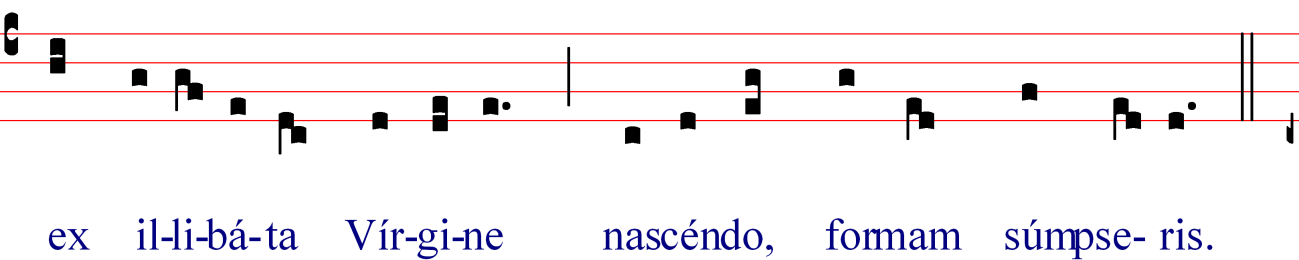 ex il-li-bá-ta Vír-gi-ne nascéndo, formam súmpse- ris.